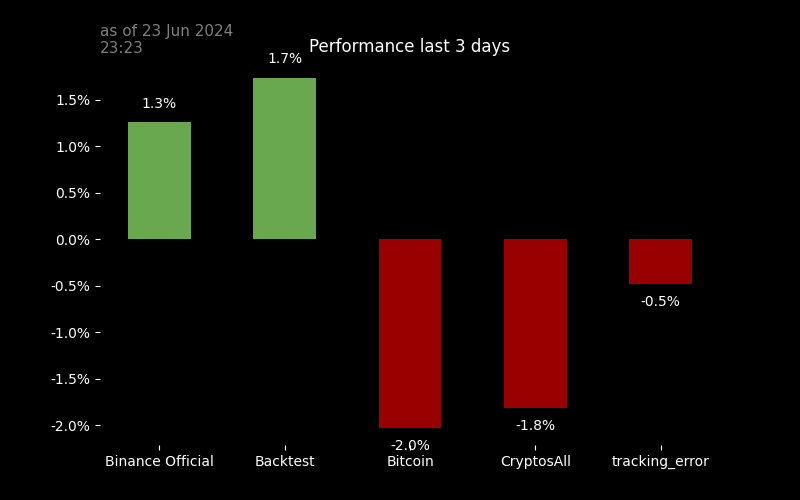 as of 23 Jun 2024
23:23
Performance last 3 days
1.7%
1.3%
1.5%
1.0%
0.5%
0.0%
-0.5%
-0.5%
-1.0%
-1.5%
-1.8%
-2.0%
-2.0%
Binance Official
Backtest
Bitcoin
CryptosAll
tracking_error